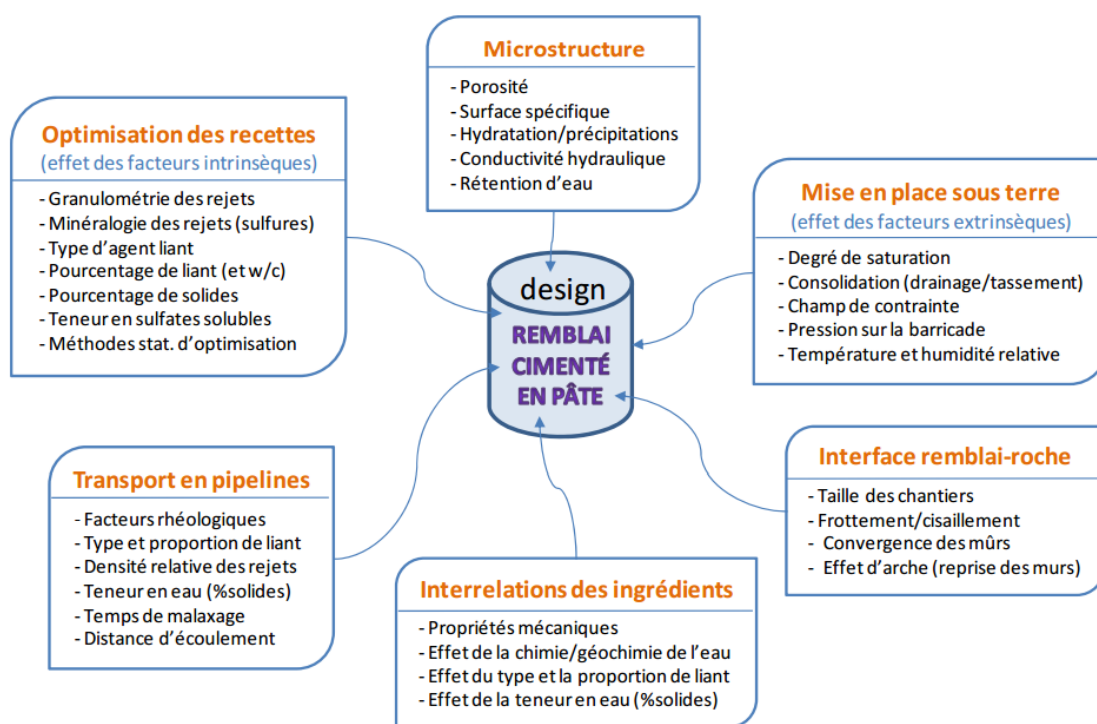 Microstructure
- Porosité
- Surface spécifique
- Hydratation/précipitations
- Conductivité hydraulique
- Rétention d’eau
Optimisation des recettes
(effet des facteurs intrinsèques)
- Granulométrie des rejets
- Minéralogie des rejets (sulfures)
- Type d’agent liant
- Pourcentage de liant (et w/c)
- Pourcentage de solides
- Teneur en sulfates solubles
- Méthodes stat. d’optimisation
Mise en place sous terre
(effet des facteurs extrinsèques)
- Degré de saturation
- Consolidation (drainage/tassement)
- Champ de contrainte
- Pression sur la barricade
- Température et humidité relative
design
REMBLAI
CIMENTÉ
EN PÂTE
Transport en pipelines
- Facteurs rhéologiques
- Type et proportion de liant
- Densité relative des rejets
- Teneur en eau (%solides)
- Temps de malaxage
- Distance d’écoulement
Interrelations des ingrédients
- Propriétés mécaniques
- Effet de la chimie/géochimie de l’eau
- Effet du type et la proportion de liant
- Effet de la teneur en eau (%solides)
Interface remblai-roche
- Taille des chantiers
- Frottement/cisaillement
- Convergence des mûrs
- Effet d’arche (reprise des murs)